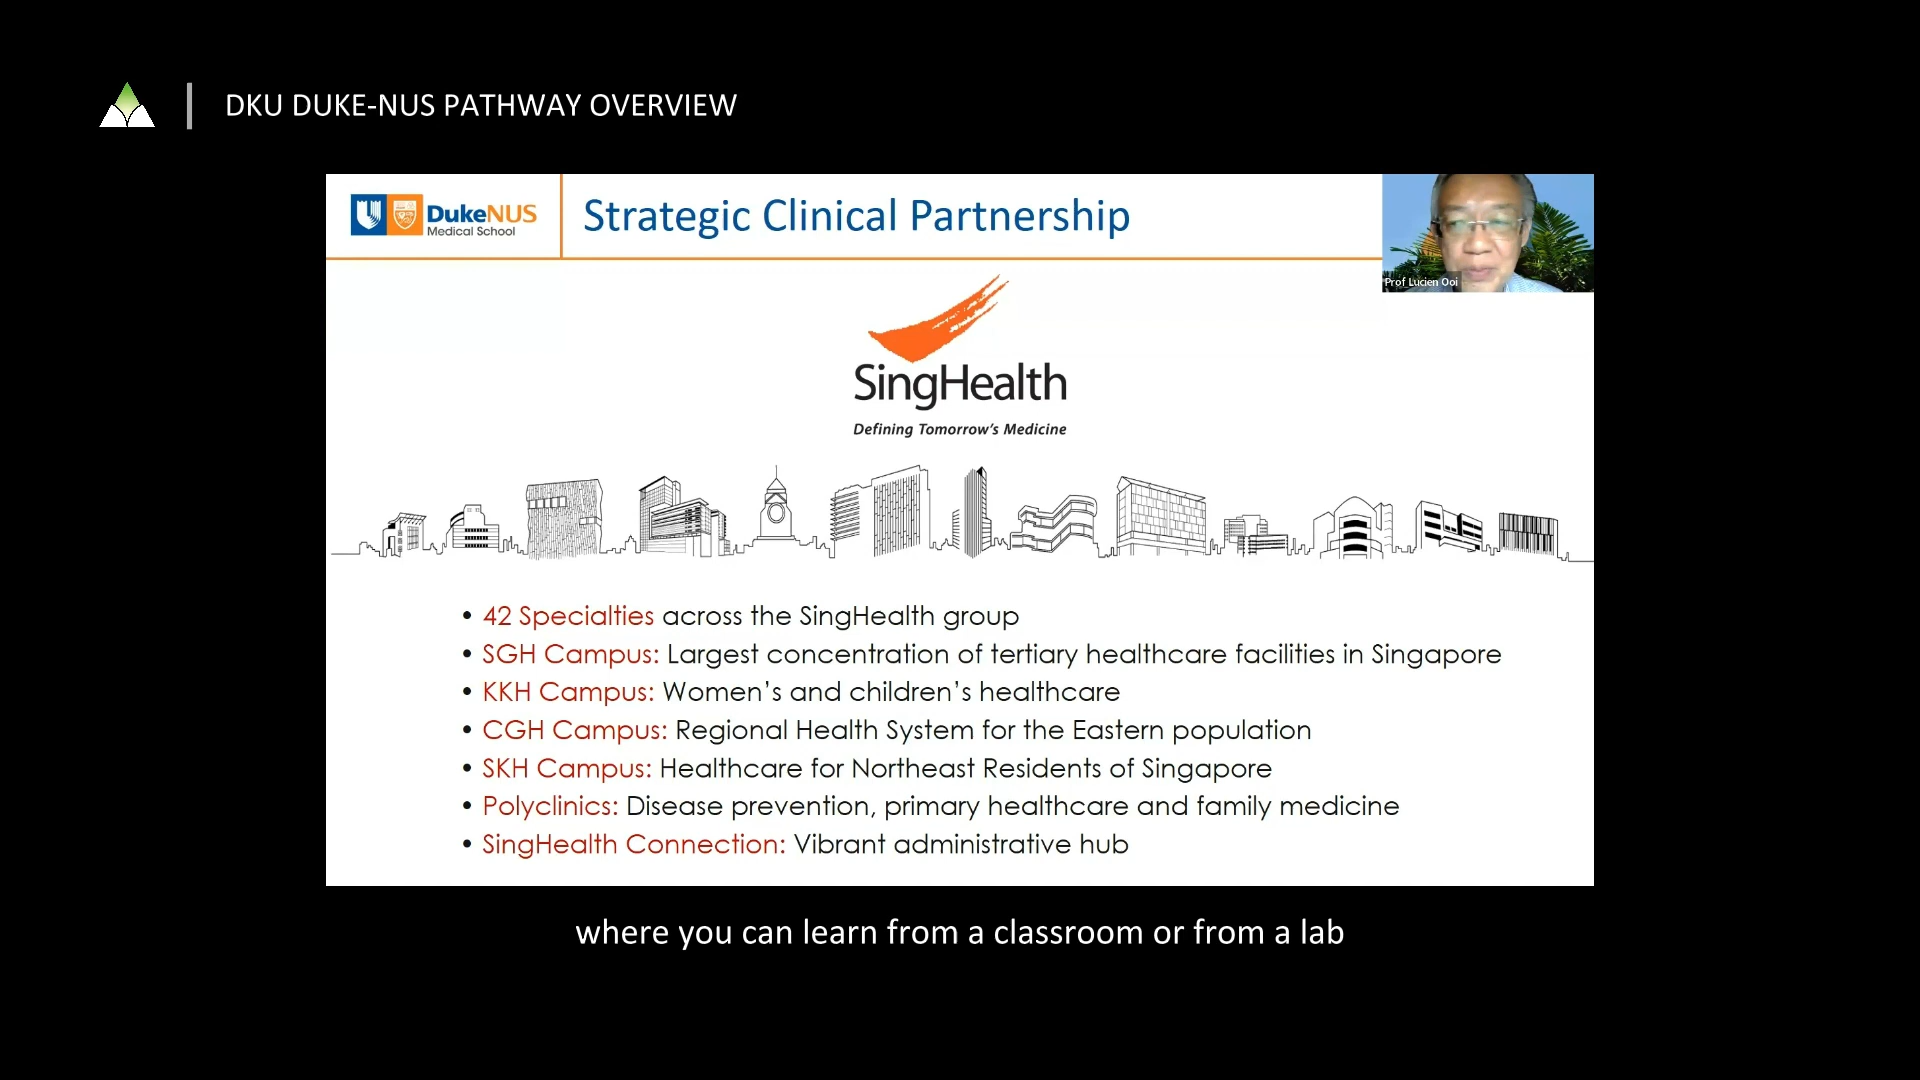 DKU DUKE-NUS PATHWAY OVERVIEW
DukeNUS
Medical School
Strategic Clinical Partnership
Prof Lucien Ooi
SingHealth
Defining Tomorrow's Medicine
• 42 Specialties across the SingHealth group
• SGH Campus: Largest concentration of tertiary healthcare facilities in Singapore
• KKH Campus: Women's and children's healthcare
• CGH Campus: Regional Health System for the Eastern population
• SKH Campus: Healthcare for Northeast Residents of Singapore
• Polyclinics: Disease prevention, primary healthcare and family medicine
• SingHealth Connection: Vibrant administrative hub
where you can learn from a classroom or from a lab